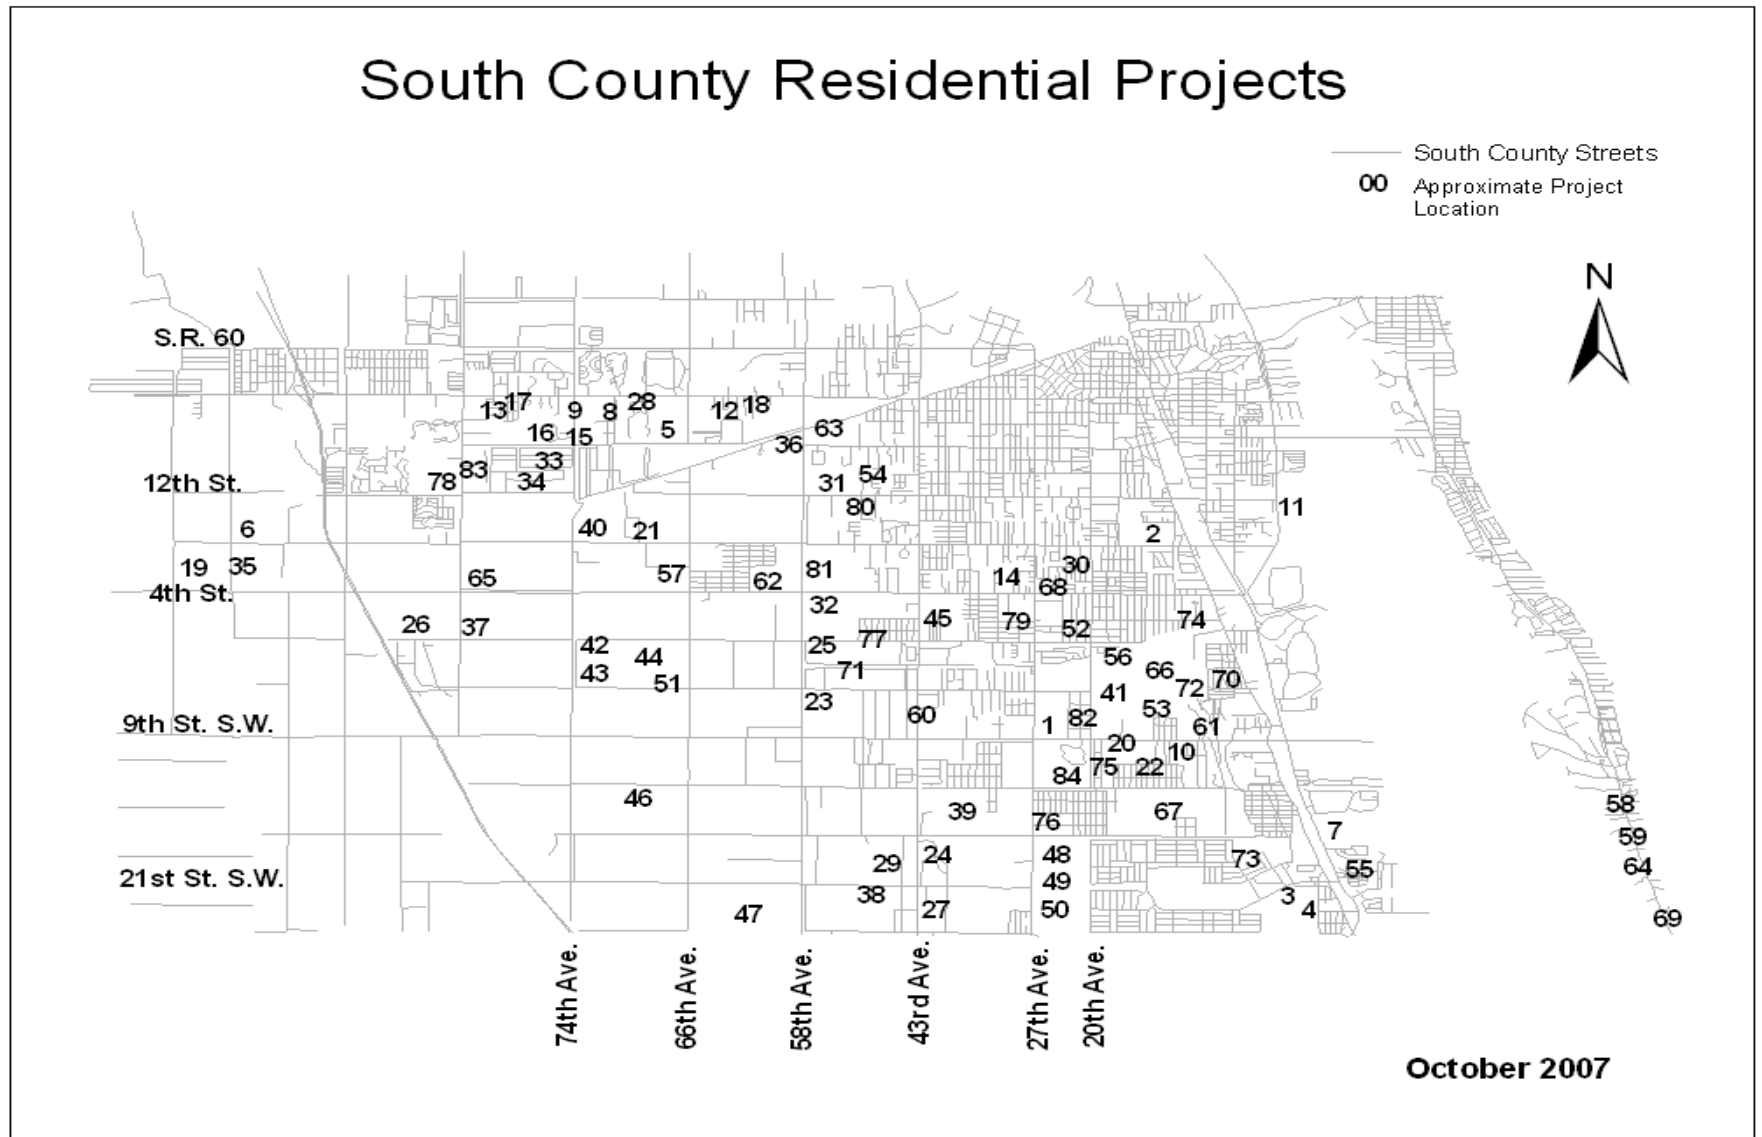 South County Residential Projects
South County Streets
00 Approximate Project
Location
N
S.R. 60
17 28 18
13 9 8 12
63
16 15 5
36
33
83 54
78 34 31
12th St.
80 11
6 40 21 2
30
19 35 57 81
65 62 14 68
4th St.
32
26 37 45 79 74
52
42 25 77
44 56
43 71 66 70
51 72
41
23 53
60
9th St. S.W. 1 82 61
20
10
84 75 22
46 58
39 67
76 7
59
24 48 73
29 64
55
21st St. S.W. 49
38 3
47 27 50 4
69
74th Ave.
66th Ave.
58th Ave.
43rd Ave.
27th Ave.
20th Ave.
October 2007